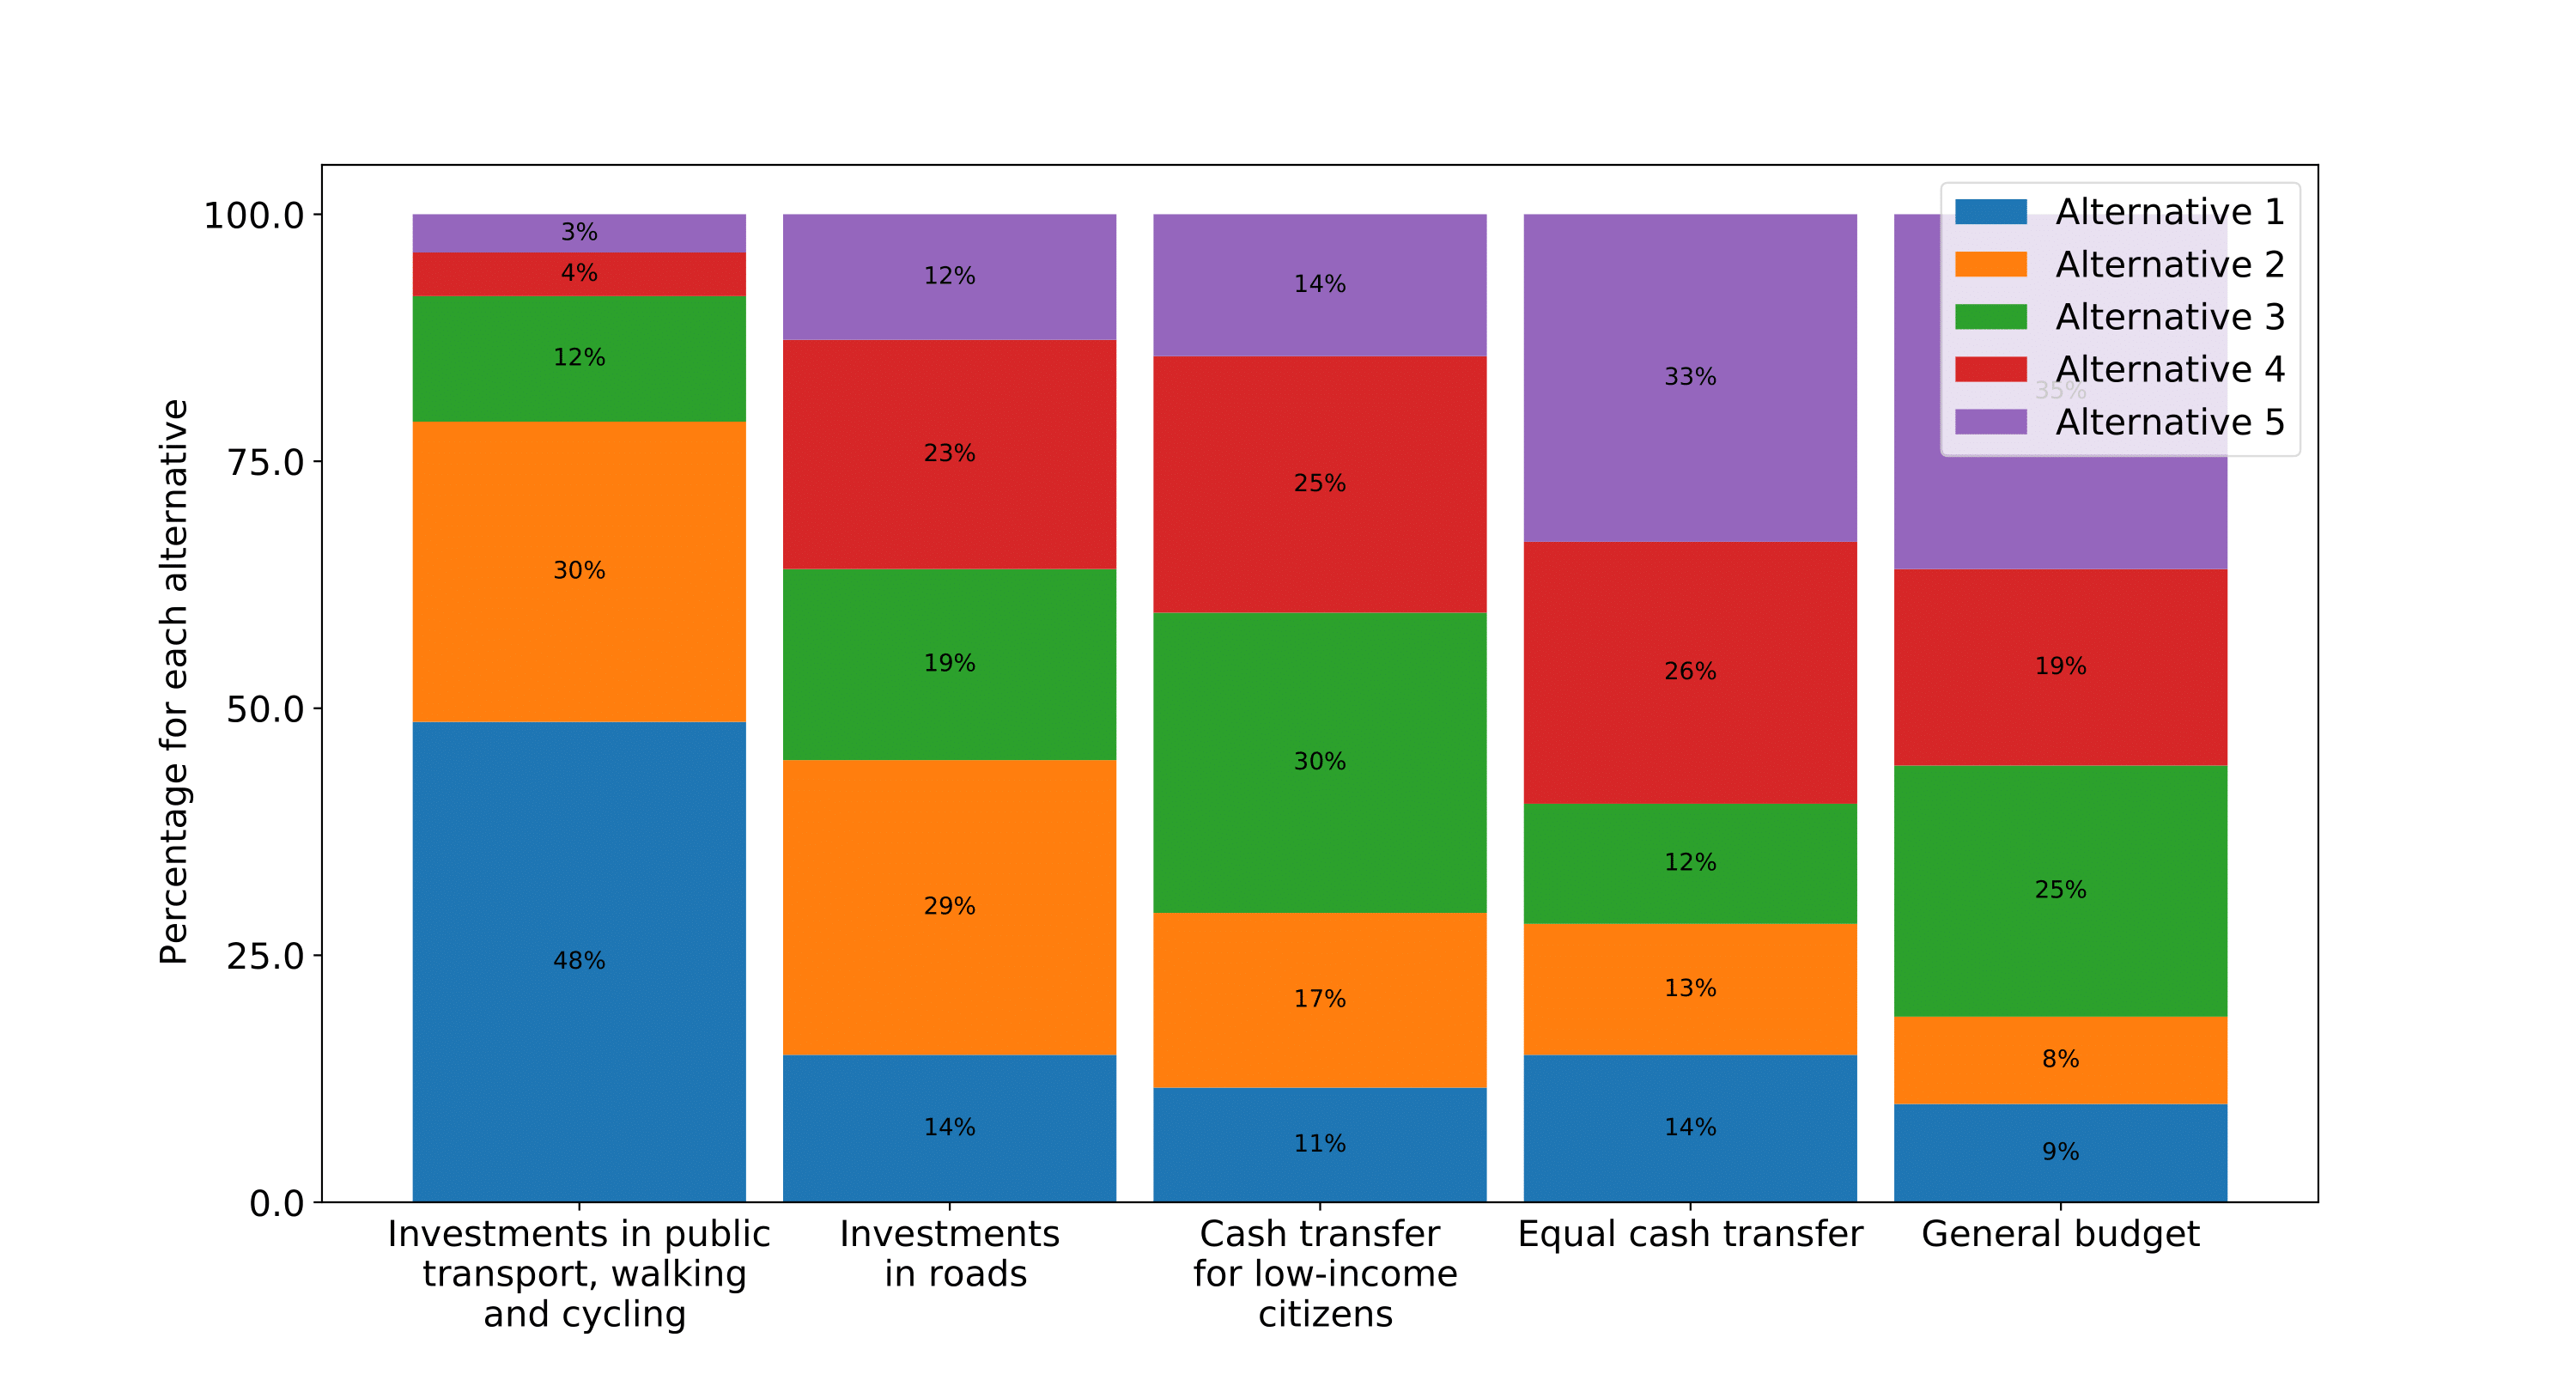 100.0
75.0
50.0
25.0
0.0
Percentage for each alternative
3%
4%
12%
30%
48%
12%
23%
19%
29%
14%
14%
25%
30%
17%
11%
33%
26%
12%
13%
14%
35%
19%
25%
8%
9%
Alternative 1
Alternative 2
Alternative 3
Alternative 4
Alternative 5
Investments in public
transport, walking
and cycling
Investments
in roads
Cash transfer
for low-income
citizens
Equal cash transfer
General budget